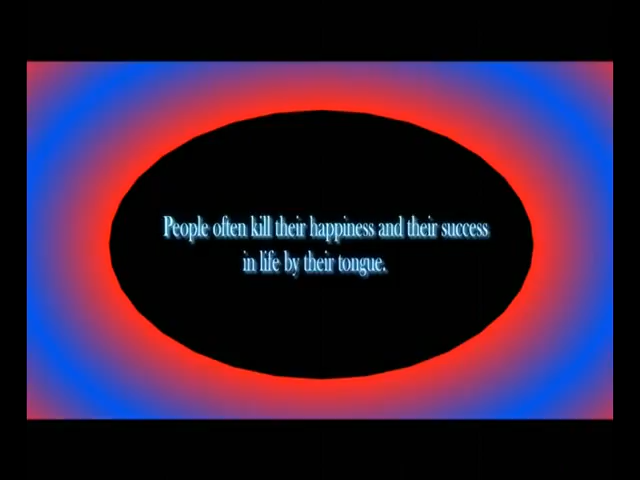 People often kill their happiness and their success
in life by their tongue.